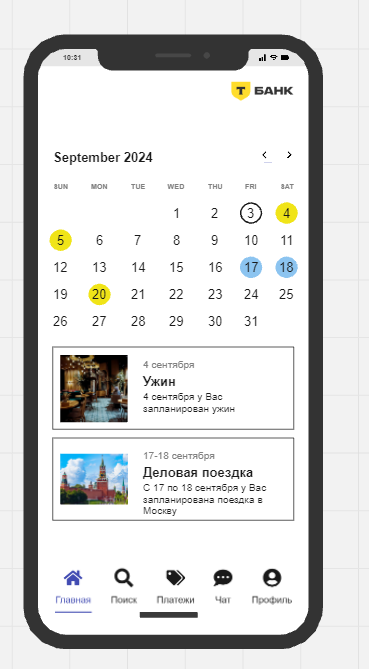 10:31
Т БАНК
September 2024
SUN MON TUE WED THU FRI SAT
1 2 3 4
5 6 7 8 9 10 11
12 13 14 15 16 17 18
19 20 21 22 23 24 25
26 27 28 29 30 31
4 сентября
Ужин
4 сентября у Вас
запланирован ужин
17-18 сентября
Деловая поездка
С 17 по 18 сентября у Вас
запланирована поездка в
Москву
Главная Поиск Платежи Чат Профиль